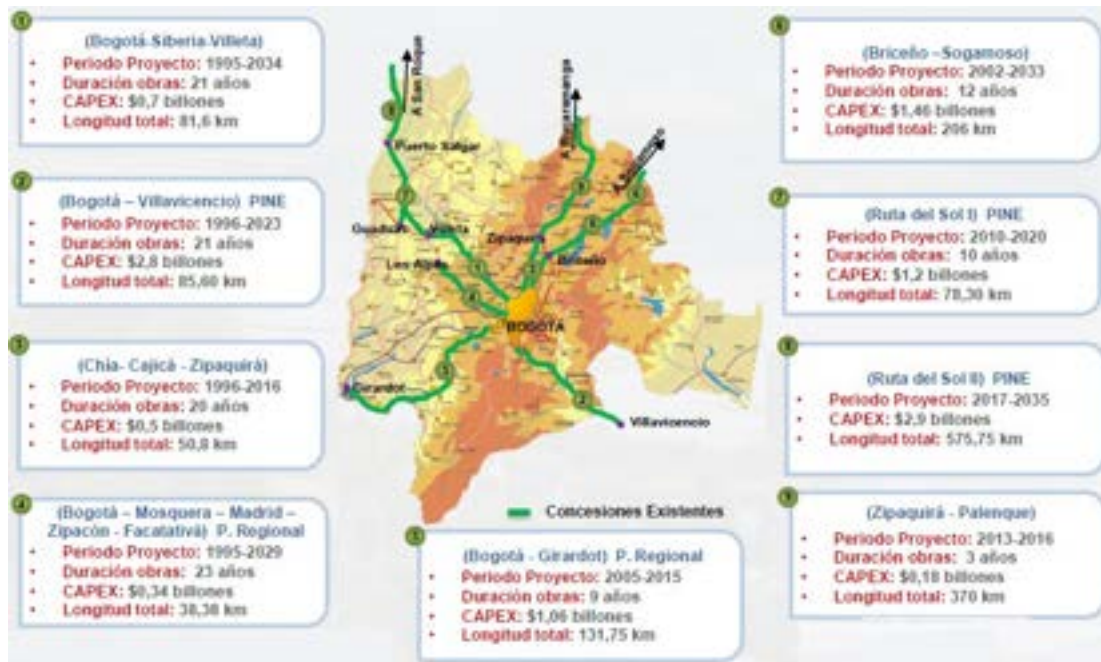 1
(Bogotá-Siberia-Villeta)
• Periodo Proyecto: 1995-2034
• Duración obras: 21 años
• CAPEX: $0,7 billones
• Longitud total: 81,6 km
2
(Bogotá – Villavicencio) PINE
• Periodo Proyecto: 1996-2023
• Duración obras: 21 años
• CAPEX: $2,8 billones
• Longitud total: 85,60 km
3
(Chía- Cajicá - Zipaquirá)
• Periodo Proyecto: 1996-2016
• Duración obras: 20 años
• CAPEX: $0,5 billones
• Longitud total: 50,8 km
4
(Bogotá – Mosquera – Madrid –
Zipacón - Facatativá) P. Regional
• Periodo Proyecto: 1995-2029
• Duración obras: 23 años
• CAPEX: $0,34 billones
• Longitud total: 38,38 km
A San Roque
A Bucaramanga
Puerto Salgar
Guaduas
Villeta
Zipaquirá
Briceño
Los Alpes
BOGOTÁ
Girardot
Villavicencio
Concesiones Existentes
(Bogotá - Girardot) P. Regional
• Periodo Proyecto: 2005-2015
• Duración obras: 9 años
• CAPEX: $1,06 billones
• Longitud total: 131,75 km
6
(Briceño –Sogamoso)
• Periodo Proyecto: 2002-2033
• Duración obras: 12 años
• CAPEX: $1,46 billones
• Longitud total: 206 km
7
(Ruta del Sol I) PINE
• Periodo Proyecto: 2010-2020
• Duración obras: 10 años
• CAPEX: $1,2 billones
• Longitud total: 78,30 km
8
(Ruta del Sol II) PINE
• Periodo Proyecto: 2017-2035
• CAPEX: $2,9 billones
• Longitud total: 575,75 km
9
(Zipaquirá - Palenque)
• Periodo Proyecto: 2013-2016
• Duración obras: 3 años
• CAPEX: $0,18 billones
• Longitud total: 370 km